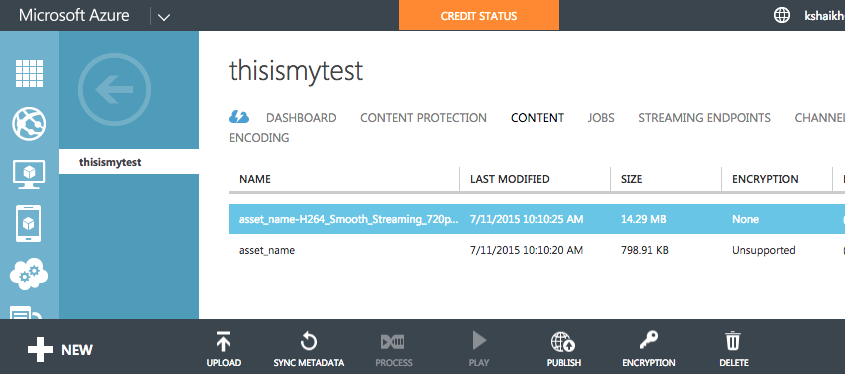 Microsoft Azure
CREDIT STATUS
kshaikh
thisismytest
thisismytest
DASHBOARD CONTENT PROTECTION CONTENT JOBS STREAMING ENDPOINTS CHANNEL
ENCODING
NAME LAST MODIFIED SIZE ENCRYPTION
asset_name-H264_Smooth_Streaming_720p... 7/11/2015 10:10:25 AM 14.29 MB None
asset_name 7/11/2015 10:10:20 AM 798.91 KB Unsupported
NEW UPLOAD SYNC METADATA PROCESS PLAY PUBLISH ENCRYPTION DELETE